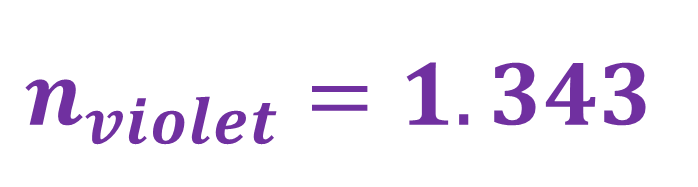 n_violet = 1.343